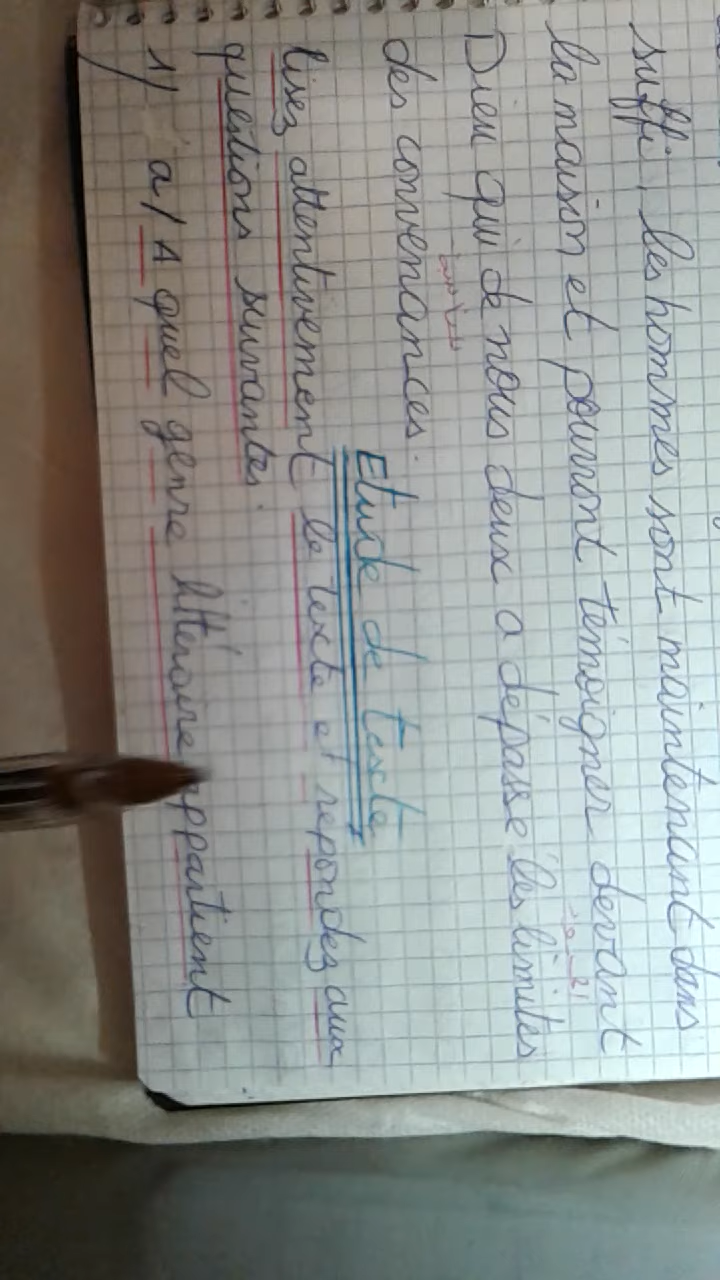 suffi, les hommes sont maintenant dans
la maison et pourront témoigner devant
Dieu qui de nous deux a dépassé les limites
des convenances.
Etude de texte
lisez attentivement le texte et repondez aux
questions suivantes.
1/ a/ A quel genre littéraire appartient